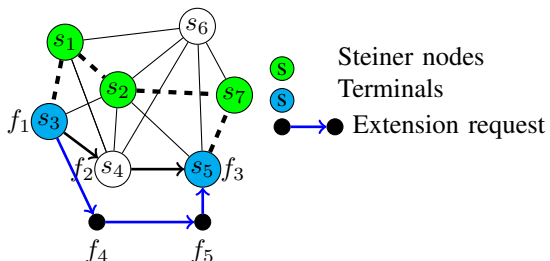 s6
s1
s2
s7
f1 s3
f2 s4
s5 f3
f4
f5
s Steiner nodes
s Terminals
Extension request